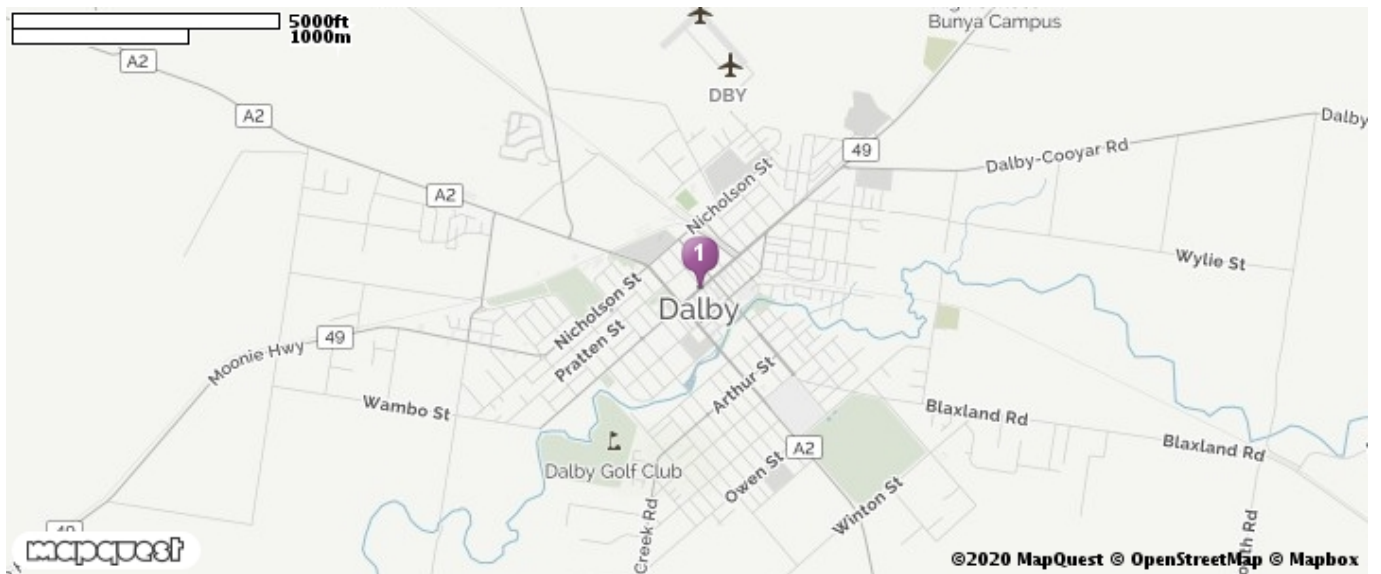 5000ft
1000m
Bunya Campus
A2
DBY
A2
Dalby
49
Dalby-Cooyar Rd
Nicholson St
A2
1
Wylie St
Nicholson St
Dalby
49
Pratten St
Moonie Hwy
Arthur St
Wambo St
Blaxland Rd
A2
Blaxland Rd
Dalby Golf Club
Owen St
Winton St
Creek Rd
Rd
49
mapquest
©2020 MapQuest © OpenStreetMap © Mapbox